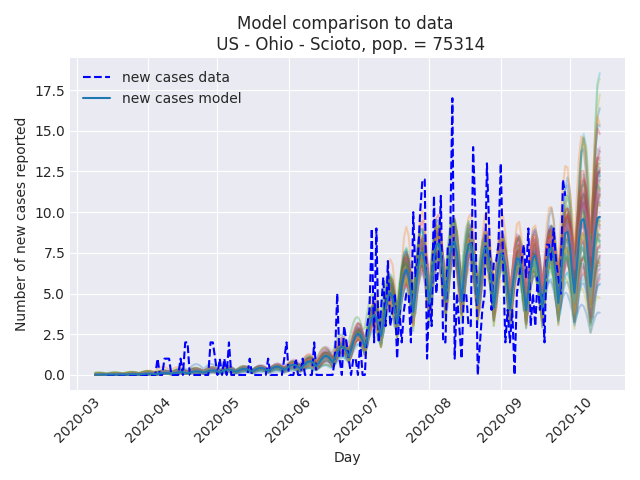 Model comparison to data
US - Ohio - Scioto, pop. = 75314
new cases data
new cases model
Number of new cases reported
17.5
15.0
12.5
10.0
7.5
5.0
2.5
0.0
2020-03
2020-04
2020-05
2020-06
2020-07
2020-08
2020-09
2020-10
Day